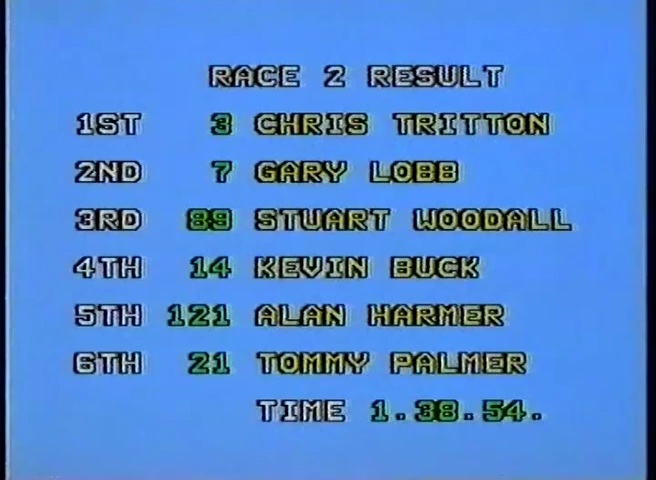 RACE 2 RESULT
1ST 3 CHRIS TRITTON
2ND 7 GARY LOBB
3RD 89 STUART WOODALL
4TH 14 KEVIN BUCK
5TH 121 ALAN HARMER
6TH 21 TOMMY PALMER
TIME 1.38.54.